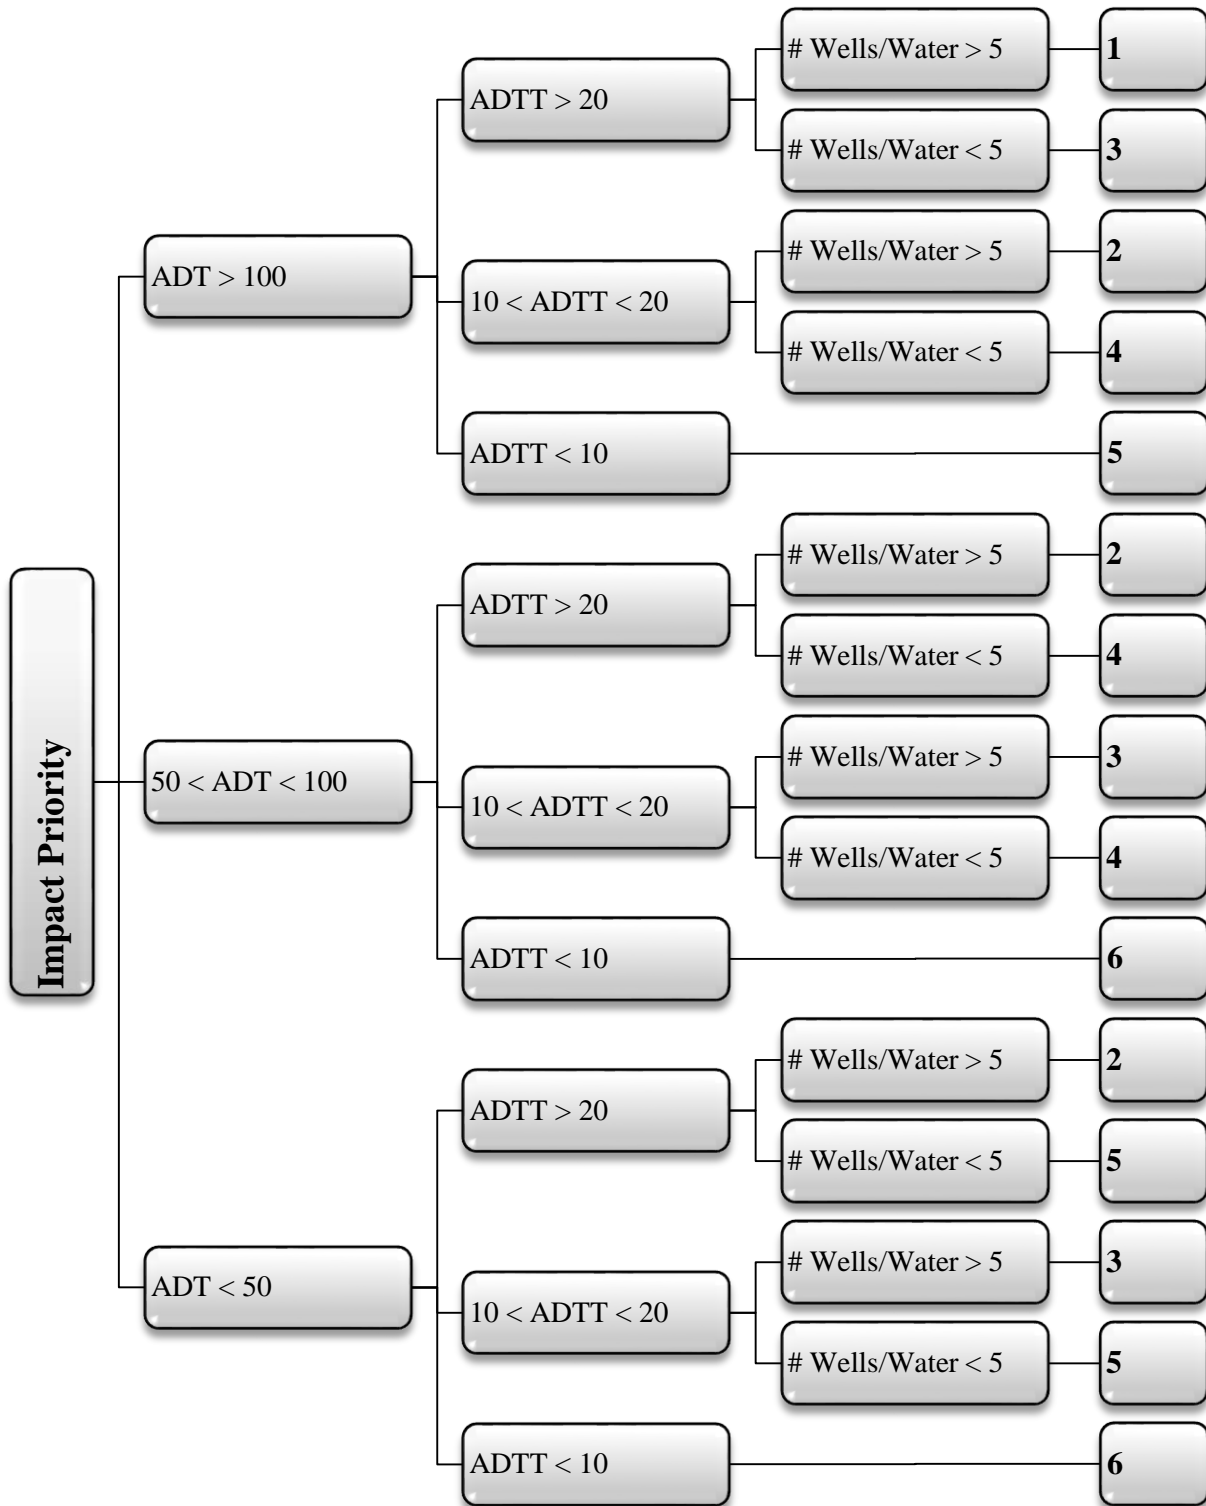 Impact Priority
ADT > 100
ADTT > 20
# Wells/Water > 5
1
# Wells/Water < 5
3
10 < ADTT < 20
# Wells/Water > 5
2
# Wells/Water < 5
4
ADTT < 10
5
50 < ADT < 100
ADTT > 20
# Wells/Water > 5
2
# Wells/Water < 5
4
10 < ADTT < 20
# Wells/Water > 5
3
# Wells/Water < 5
4
ADTT < 10
6
ADT < 50
ADTT > 20
# Wells/Water > 5
2
# Wells/Water < 5
5
10 < ADTT < 20
# Wells/Water > 5
3
# Wells/Water < 5
5
ADTT < 10
6